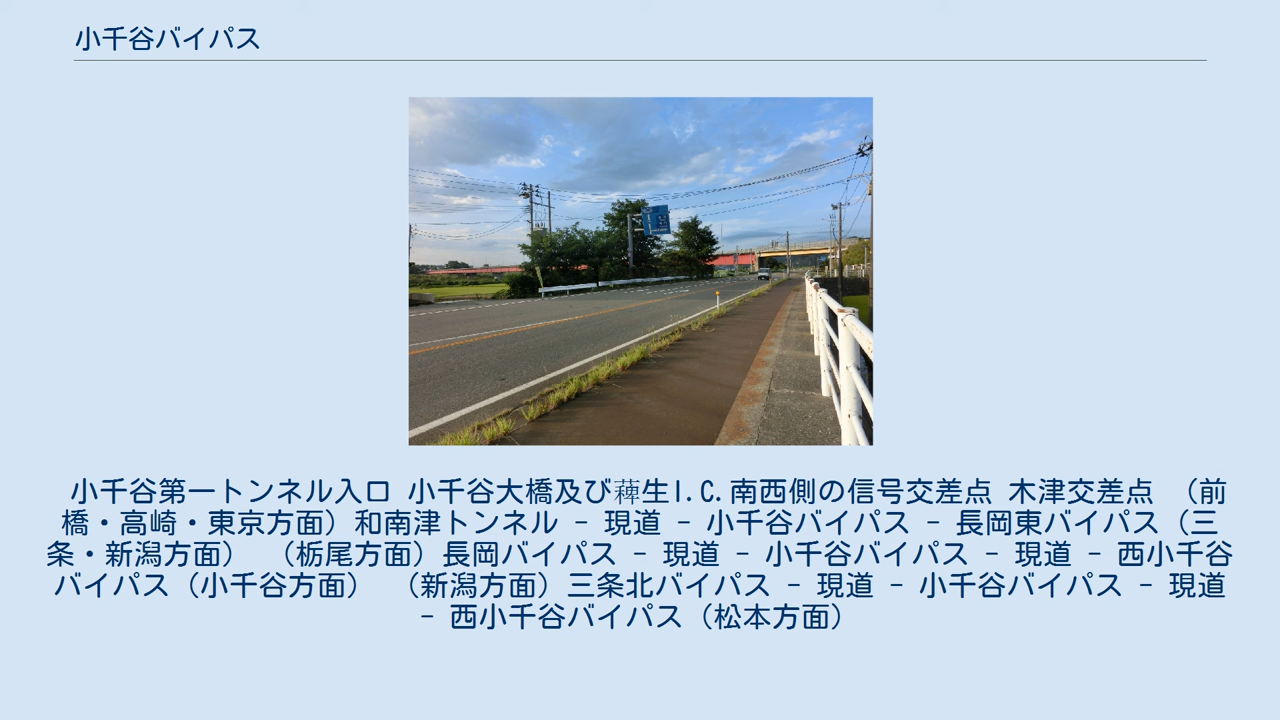 小千谷バイパス
小千谷第一トンネル入口 小千谷大橋及び薭生I.C.南西側の信号交差点 木津交差点 （前
橋・高崎・東京方面）和南津トンネル - 現道 - 小千谷バイパス - 長岡東バイパス（三
条・新潟方面） （栃尾方面）長岡バイパス - 現道 - 小千谷バイパス - 現道 - 西小千谷
バイパス（小千谷方面） （新潟方面）三条北バイパス - 現道 - 小千谷バイパス - 現道
- 西小千谷バイパス（松本方面）